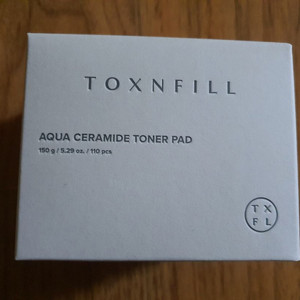 TOXNFILL
AQUA CERAMIDE TONER PAD
150 g / 5.29 oz. / 110 pcs
TX
FL